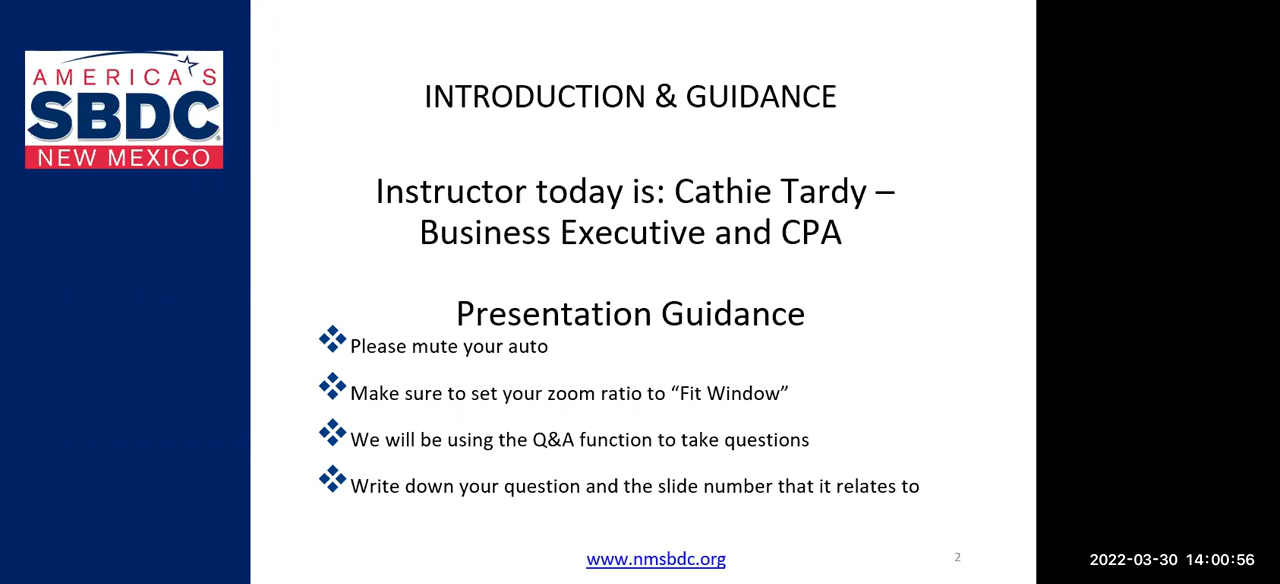 AMERICA'S
SBDC
NEW MEXICO
INTRODUCTION & GUIDANCE
Instructor today is: Cathie Tardy –
Business Executive and CPA
Presentation Guidance
Please mute your auto
Make sure to set your zoom ratio to “Fit Window”
We will be using the Q&A function to take questions
Write down your question and the slide number that it relates to
www.nmsbdc.org
2
2022-03-30 14:00:56